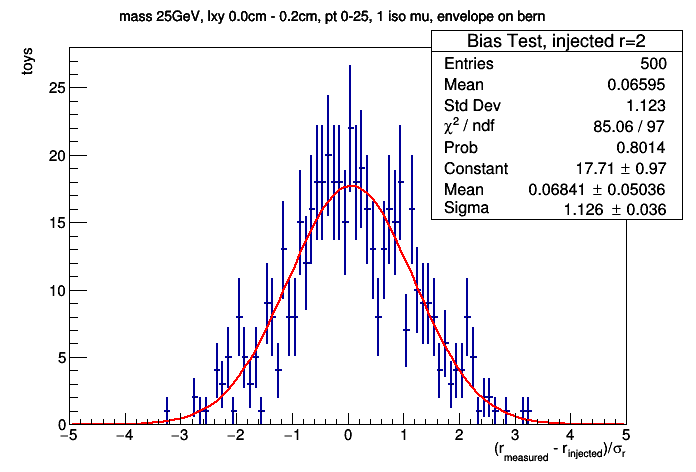 mass 25GeV, lxy 0.0cm - 0.2cm, pt 0-25, 1 iso mu, envelope on bern
Bias Test, injected r=2
Entries 500
Mean 0.06595
Std Dev 1.123
χ² / ndf 85.06 / 97
Prob 0.8014
Constant 17.71 ± 0.97
Mean 0.06841 ± 0.05036
Sigma 1.126 ± 0.036
toys
25
20
15
10
5
0
−5 −4 −3 −2 −1 0 1 2 3 4 5
(r_measured - r_injected)/σ_r